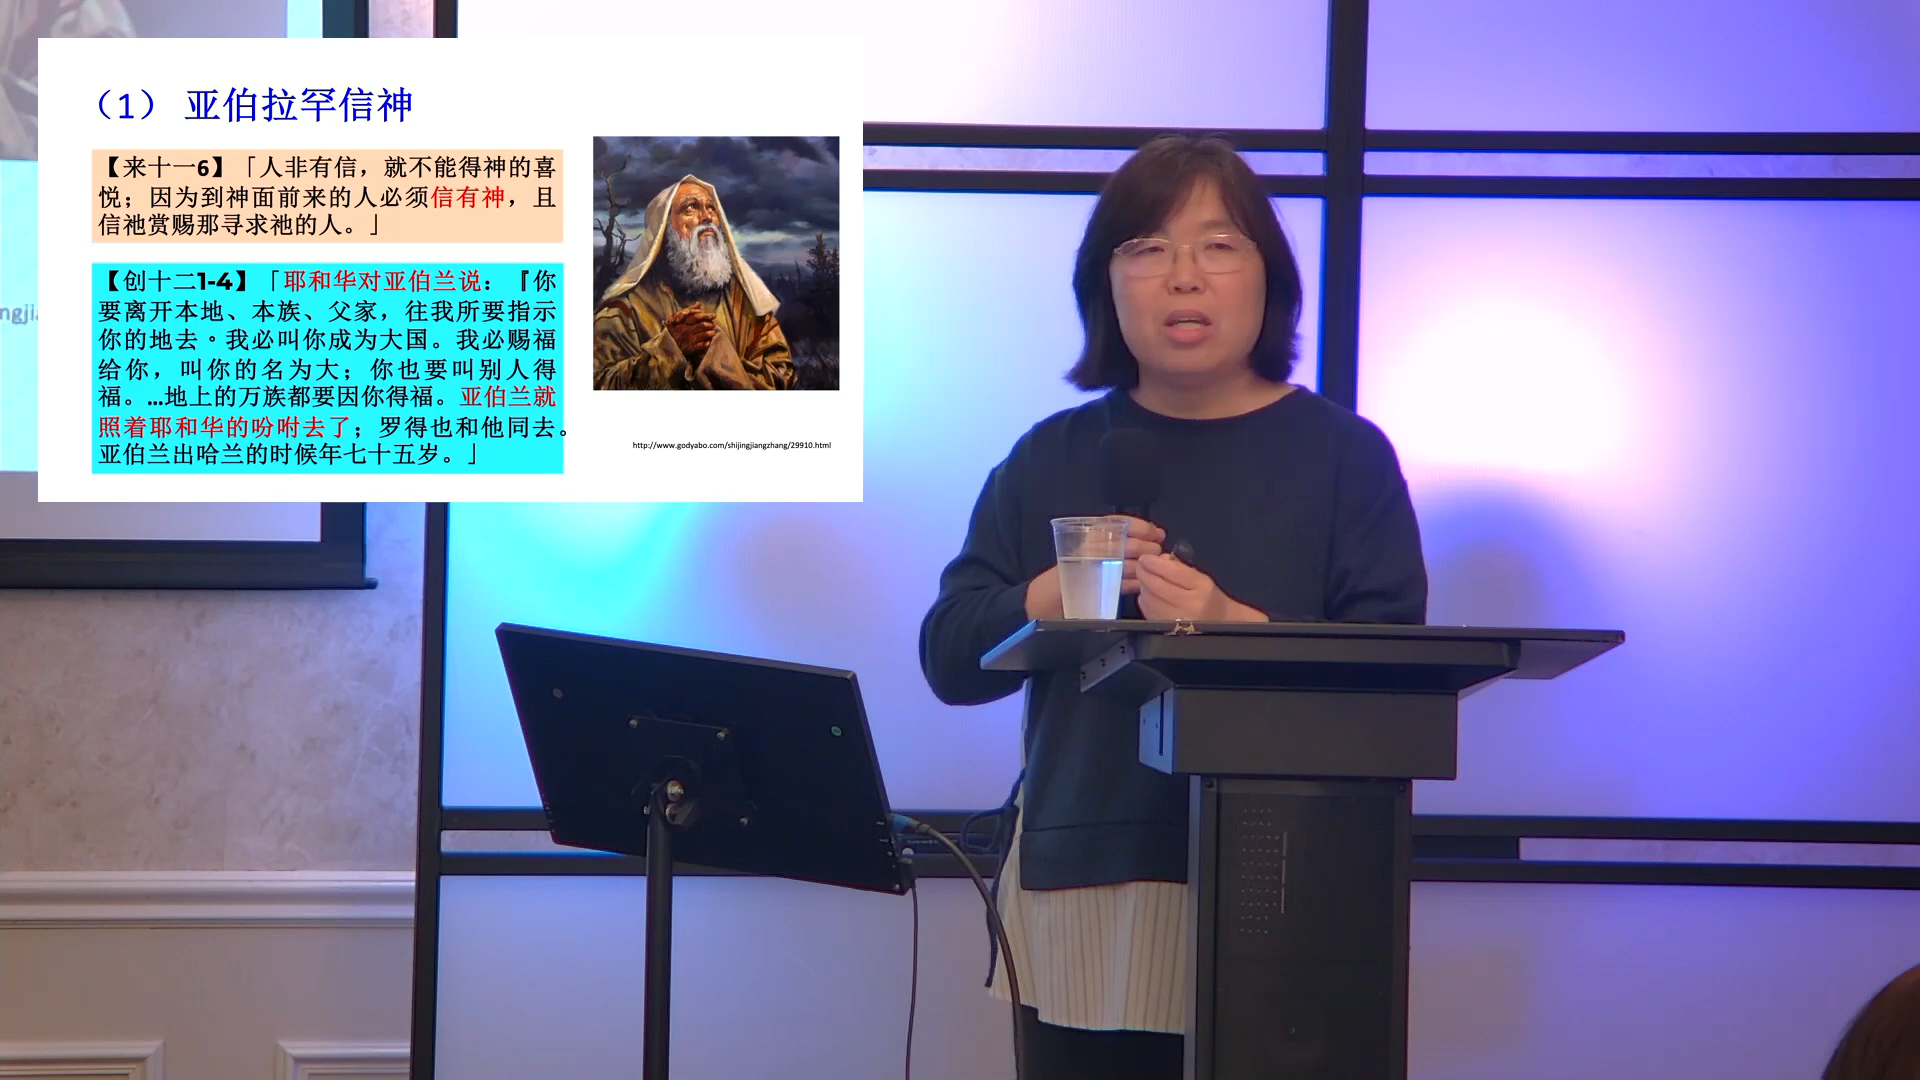 （1） 亚伯拉罕信神
【来十一6】「人非有信，就不能得神的喜
悦；因为到神面前来的人必须信有神，且
信祂赏赐那寻求祂的人。」
【创十二1-4】「耶和华对亚伯兰说：『你
要离开本地、本族、父家，往我所要指示
你的地去。我必叫你成为大国。我必赐福
给你，叫你的名为大；你也要叫别人得
福。...地上的万族都要因你得福。亚伯兰就
照着耶和华的吩咐去了；罗得也和他同去。
亚伯兰出哈兰的时候年七十五岁。」
http://www.godyabo.com/shijingjiangzhang/29910.html
ngji